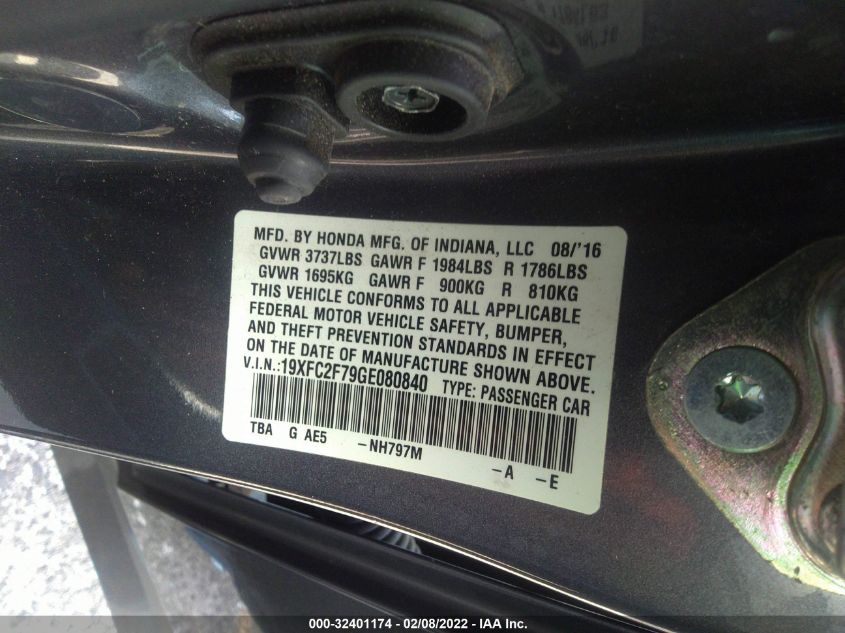 MFD. BY HONDA MFG. OF INDIANA, LLC 08/'16
GVWR 3737LBS GAWR F 1984LBS R 1786LBS
GVWR 1695KG GAWR F 900KG R 810KG
THIS VEHICLE CONFORMS TO ALL APPLICABLE
FEDERAL MOTOR VEHICLE SAFETY, BUMPER,
AND THEFT PREVENTION STANDARDS IN EFFECT
ON THE DATE OF MANUFACTURE SHOWN ABOVE.
V.I.N.:19XFC2F79GE080840 TYPE: PASSENGER CAR
TBA G AE5 -NH797M -A -E
000-32401174 - 02/08/2022 - IAA Inc.